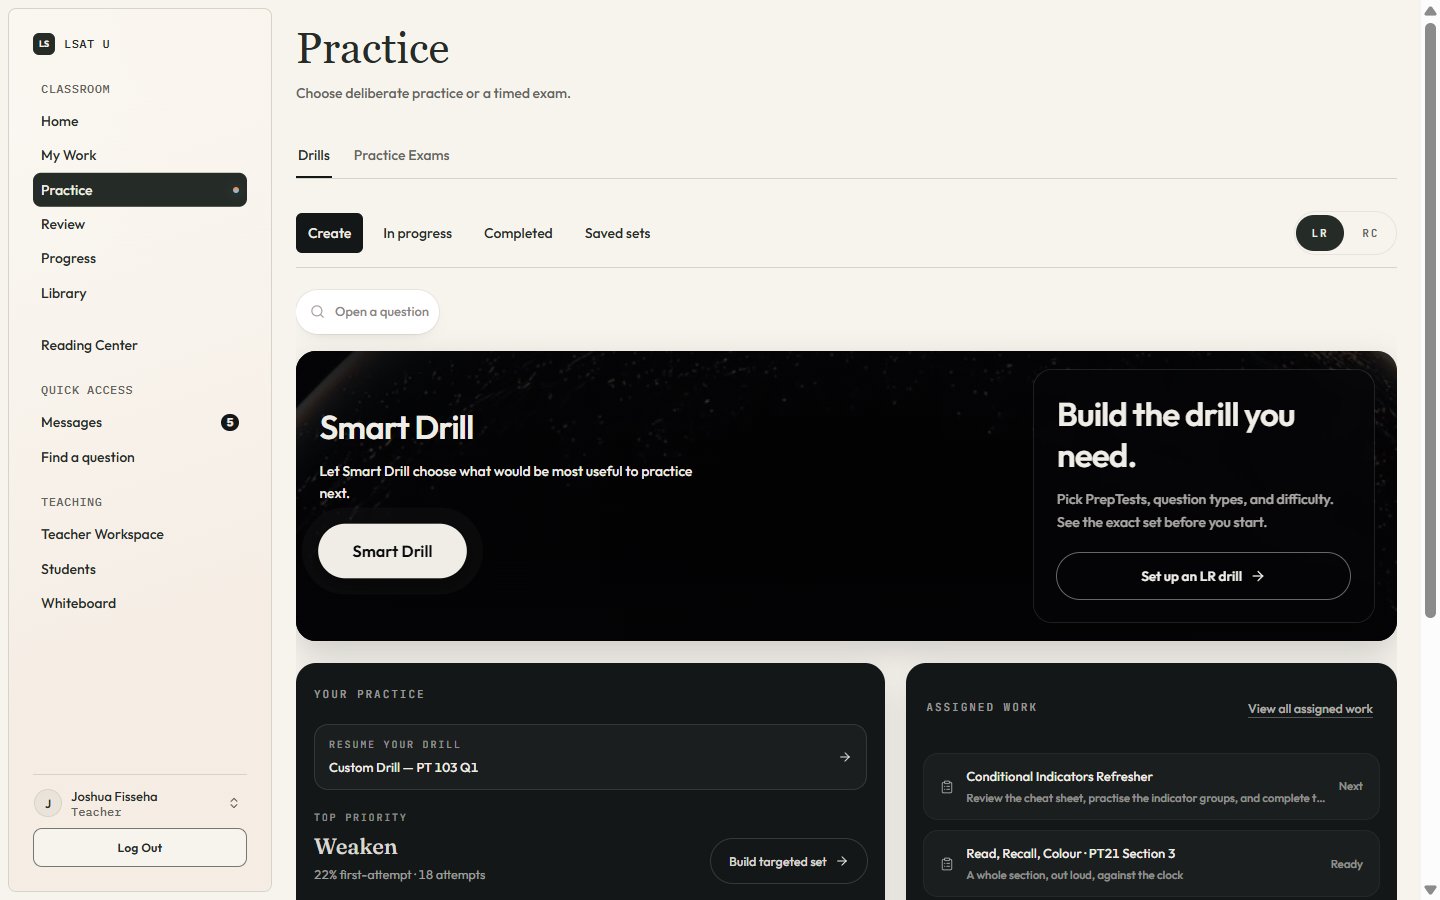 LS LSAT U
CLASSROOM
Home
My Work
Practice
Review
Progress
Library
Reading Center
QUICK ACCESS
Messages 5
Find a question
TEACHING
Teacher Workspace
Students
Whiteboard
J Joshua Fisseha
Teacher
Log Out
Practice
Choose deliberate practice or a timed exam.
Drills Practice Exams
Create In progress Completed Saved sets LR RC
Open a question
Smart Drill
Let Smart Drill choose what would be most useful to practice
next.
Smart Drill
Build the drill you
need.
Pick PrepTests, question types, and difficulty.
See the exact set before you start.
Set up an LR drill →
YOUR PRACTICE
RESUME YOUR DRILL
Custom Drill — PT 103 Q1 →
TOP PRIORITY
Weaken
22% first-attempt · 18 attempts
Build targeted set →
ASSIGNED WORK
View all assigned work
Conditional Indicators Refresher
Review the cheat sheet, practise the indicator groups, and complete t...
Next
Read, Recall, Colour · PT21 Section 3
A whole section, out loud, against the clock
Ready